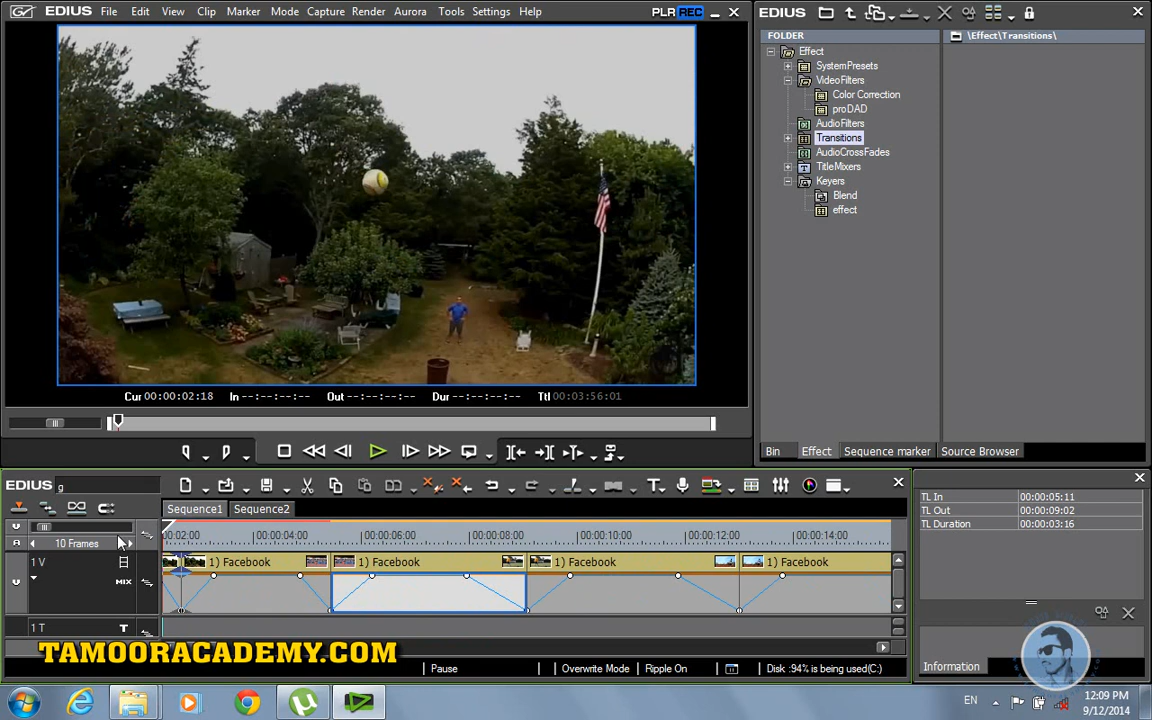 EDIUS File Edit View Clip Marker Mode Capture Render Aurora Tools Settings Help PLR REC
Cur 00:00:02:18 In --:--:--:-- Out --:--:--:-- Dur --:--:--:-- Ttl 00:03:56:01
EDIUS
FOLDER
\Effect\Transitions\
Effect
SystemPresets
VideoFilters
Color Correction
proDAD
AudioFilters
Transitions
AudioCrossFades
TitleMixers
Keyers
Blend
effect
Bin Effect Sequence marker Source Browser
EDIUS g
Sequence1 Sequence2
10 Frames
00:02:00 00:00:04:00 00:00:06:00 00:00:08:00 00:00:10:00 00:00:12:00 00:00:14:00
1 V 1) Facebook 1) Facebook 1) Facebook 1) Facebook
MIX
1 T T
TAMOORACADEMY.COM
Pause Overwrite Mode Ripple On Disk :94% is being used(C:)
TL In 00:00:05:11
TL Out 00:00:09:02
TL Duration 00:00:03:16
Information
EN 12:09 PM
9/12/2014